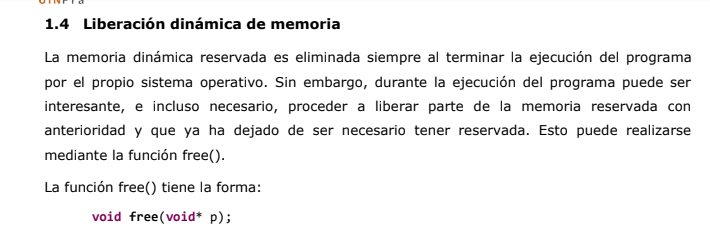 1.4 Liberación dinámica de memoria
La memoria dinámica reservada es eliminada siempre al terminar la ejecución del programa
por el propio sistema operativo. Sin embargo, durante la ejecución del programa puede ser
interesante, e incluso necesario, proceder a liberar parte de la memoria reservada con
anterioridad y que ya ha dejado de ser necesario tener reservada. Esto puede realizarse
mediante la función free().
La función free() tiene la forma:
void free(void* p);